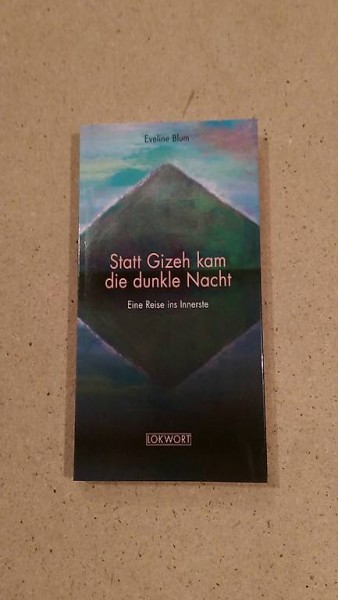 Eveline Blum
Statt Gizeh kam
die dunkle Nacht
Eine Reise ins Innerste
LOKWORT